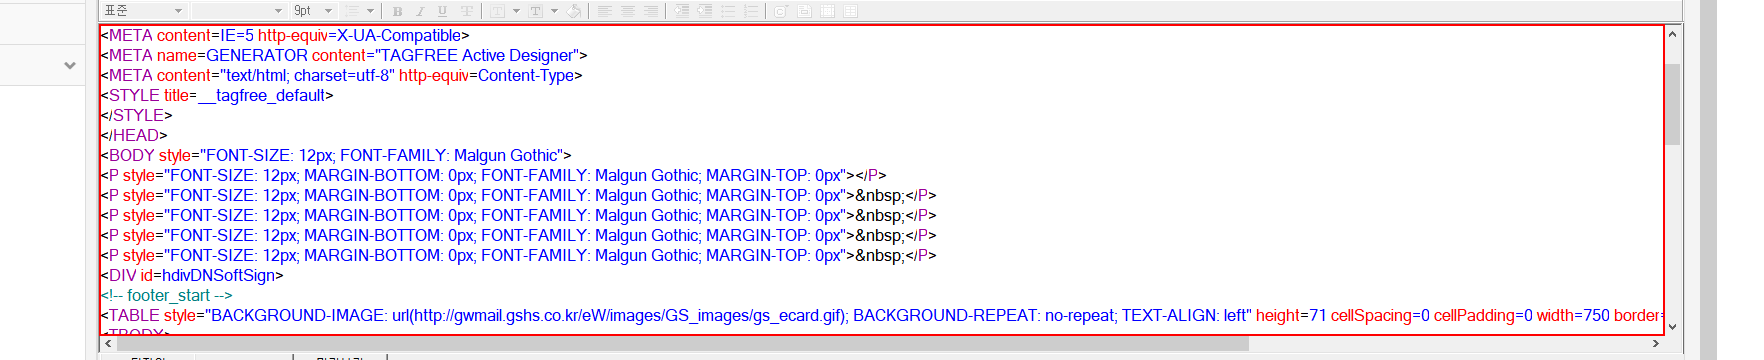 표준 9pt
<META content=IE=5 http-equiv=X-UA-Compatible>
<META name=GENERATOR content="TAGFREE Active Designer">
<META content="text/html; charset=utf-8" http-equiv=Content-Type>
<STYLE title=__tagfree_default>
</STYLE>
</HEAD>
<BODY style="FONT-SIZE: 12px; FONT-FAMILY: Malgun Gothic">
<P style="FONT-SIZE: 12px; MARGIN-BOTTOM: 0px; FONT-FAMILY: Malgun Gothic; MARGIN-TOP: 0px"></P>
<P style="FONT-SIZE: 12px; MARGIN-BOTTOM: 0px; FONT-FAMILY: Malgun Gothic; MARGIN-TOP: 0px">&nbsp;</P>
<P style="FONT-SIZE: 12px; MARGIN-BOTTOM: 0px; FONT-FAMILY: Malgun Gothic; MARGIN-TOP: 0px">&nbsp;</P>
<P style="FONT-SIZE: 12px; MARGIN-BOTTOM: 0px; FONT-FAMILY: Malgun Gothic; MARGIN-TOP: 0px">&nbsp;</P>
<P style="FONT-SIZE: 12px; MARGIN-BOTTOM: 0px; FONT-FAMILY: Malgun Gothic; MARGIN-TOP: 0px">&nbsp;</P>
<DIV id=hdivDNSoftSign>
<!-- footer_start -->
<TABLE style="BACKGROUND-IMAGE: url(http://gwmail.gshs.co.kr/eW/images/GS_images/gs_ecard.gif); BACKGROUND-REPEAT: no-repeat; TEXT-ALIGN: left" height=71 cellSpacing=0 cellPadding=0 width=750 border=